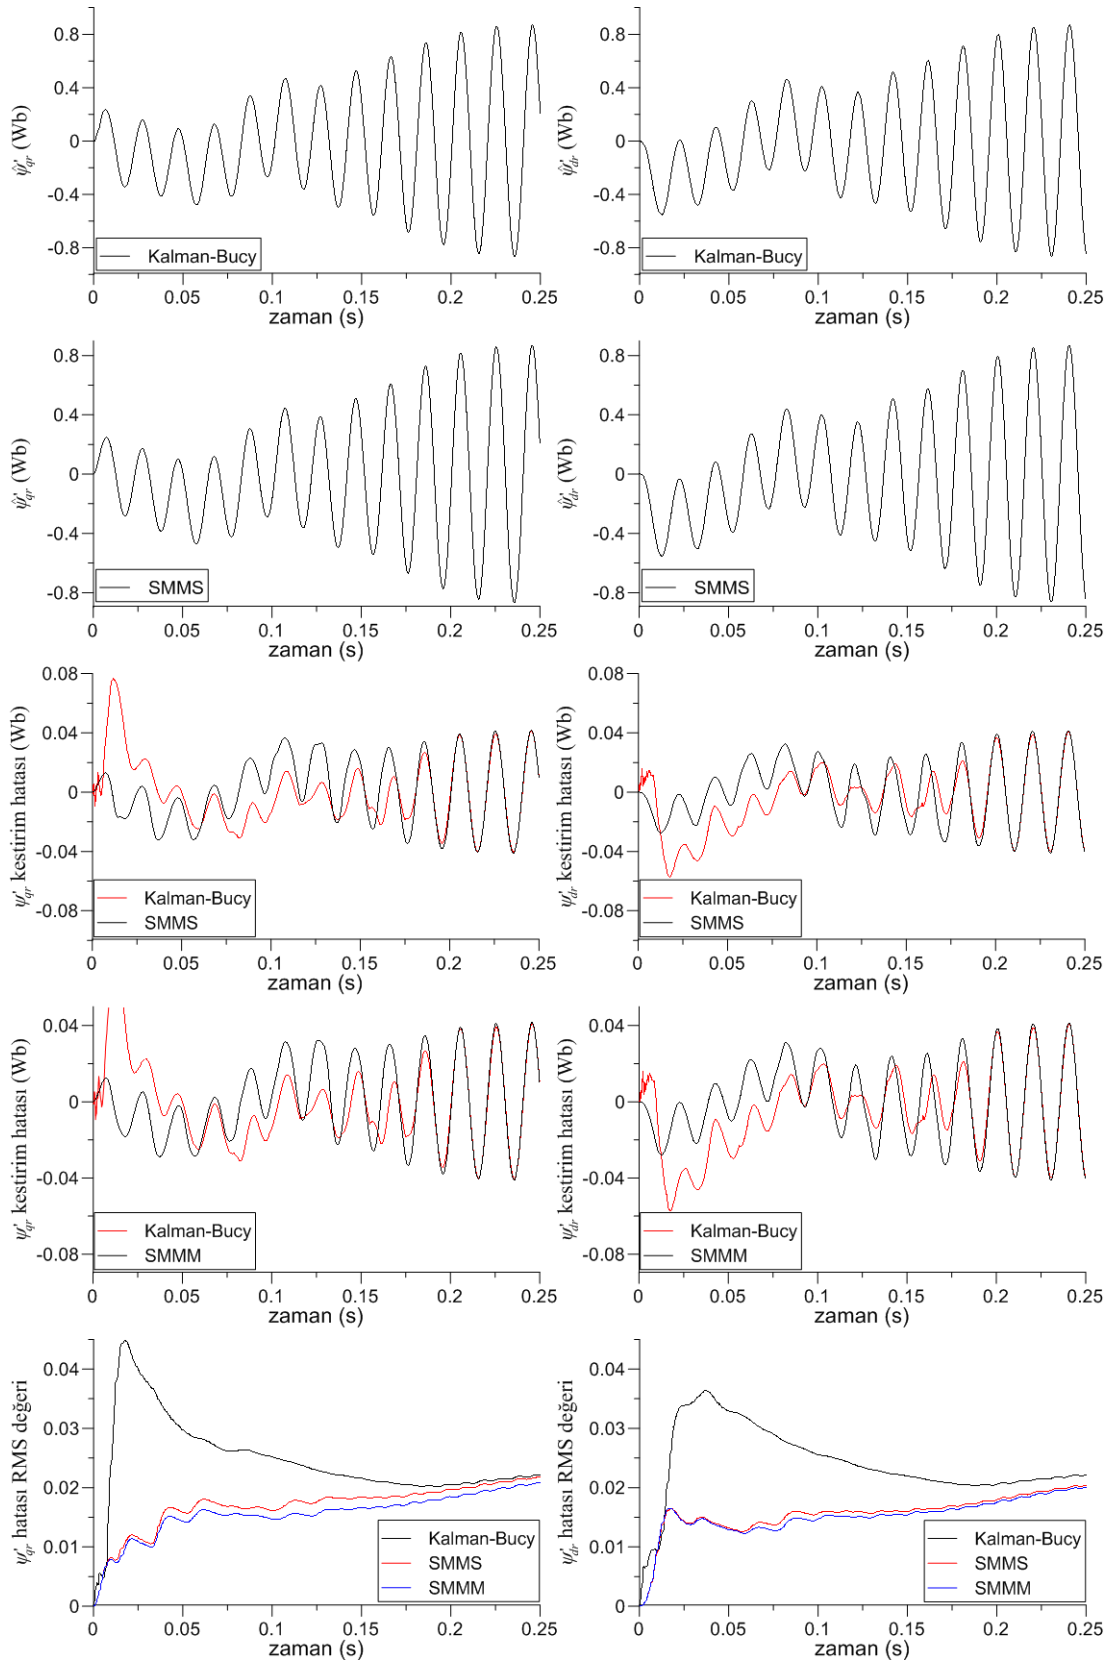 0.8
0.4
0
-0.4
-0.8
ψ̂'qr (Wb)
Kalman-Bucy
0 0.05 0.1 0.15 0.2 0.25
zaman (s)
0.8
0.4
0
-0.4
-0.8
ψ̂'dr (Wb)
Kalman-Bucy
0 0.05 0.1 0.15 0.2 0.25
zaman (s)
0.8
0.4
0
-0.4
-0.8
ψ̂'qr (Wb)
SMMS
0 0.05 0.1 0.15 0.2 0.25
zaman (s)
0.8
0.4
0
-0.4
-0.8
ψ̂'dr (Wb)
SMMS
0 0.05 0.1 0.15 0.2 0.25
zaman (s)
0.08
0.04
0
-0.04
-0.08
ψ'qr kestirim hatası (Wb)
Kalman-Bucy
SMMS
0 0.05 0.1 0.15 0.2 0.25
zaman (s)
0.08
0.04
0
-0.04
-0.08
ψ'dr kestirim hatası (Wb)
Kalman-Bucy
SMMS
0 0.05 0.1 0.15 0.2 0.25
zaman (s)
0.04
0
-0.04
-0.08
ψ'qr kestirim hatası (Wb)
Kalman-Bucy
SMMM
0 0.05 0.1 0.15 0.2 0.25
zaman (s)
0.04
0
-0.04
-0.08
ψ'dr kestirim hatası (Wb)
Kalman-Bucy
SMMM
0 0.05 0.1 0.15 0.2 0.25
zaman (s)
0.04
0.03
0.02
0.01
0
ψ'qr hatası RMS değeri
Kalman-Bucy
SMMS
SMMM
0 0.05 0.1 0.15 0.2 0.25
zaman (s)
0.04
0.03
0.02
0.01
0
ψ'dr hatası RMS değeri
Kalman-Bucy
SMMS
SMMM
0 0.05 0.1 0.15 0.2 0.25
zaman (s)